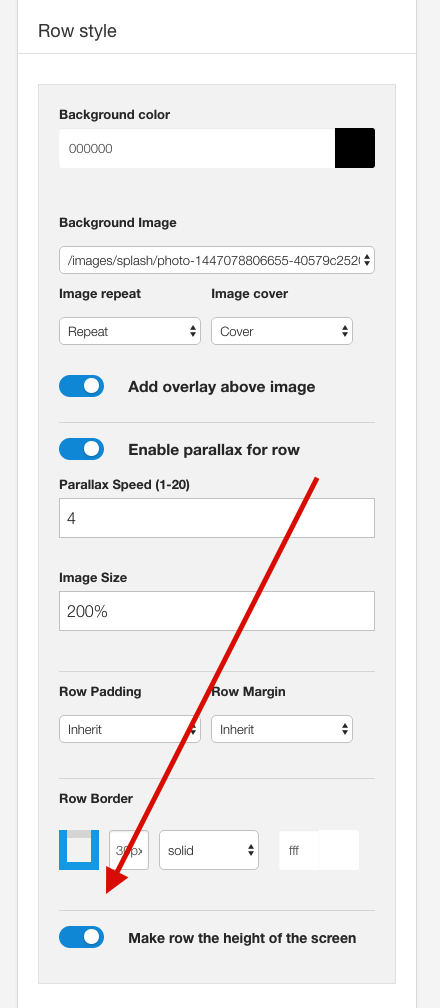 Row style
Background color
000000
Background Image
/images/splash/photo-1447078806655-40579c2520
Image repeat Image cover
Repeat Cover
Add overlay above image
Enable parallax for row
Parallax Speed (1-20)
4
Image Size
200%
Row Padding Row Margin
Inherit Inherit
Row Border
solid fff
Make row the height of the screen